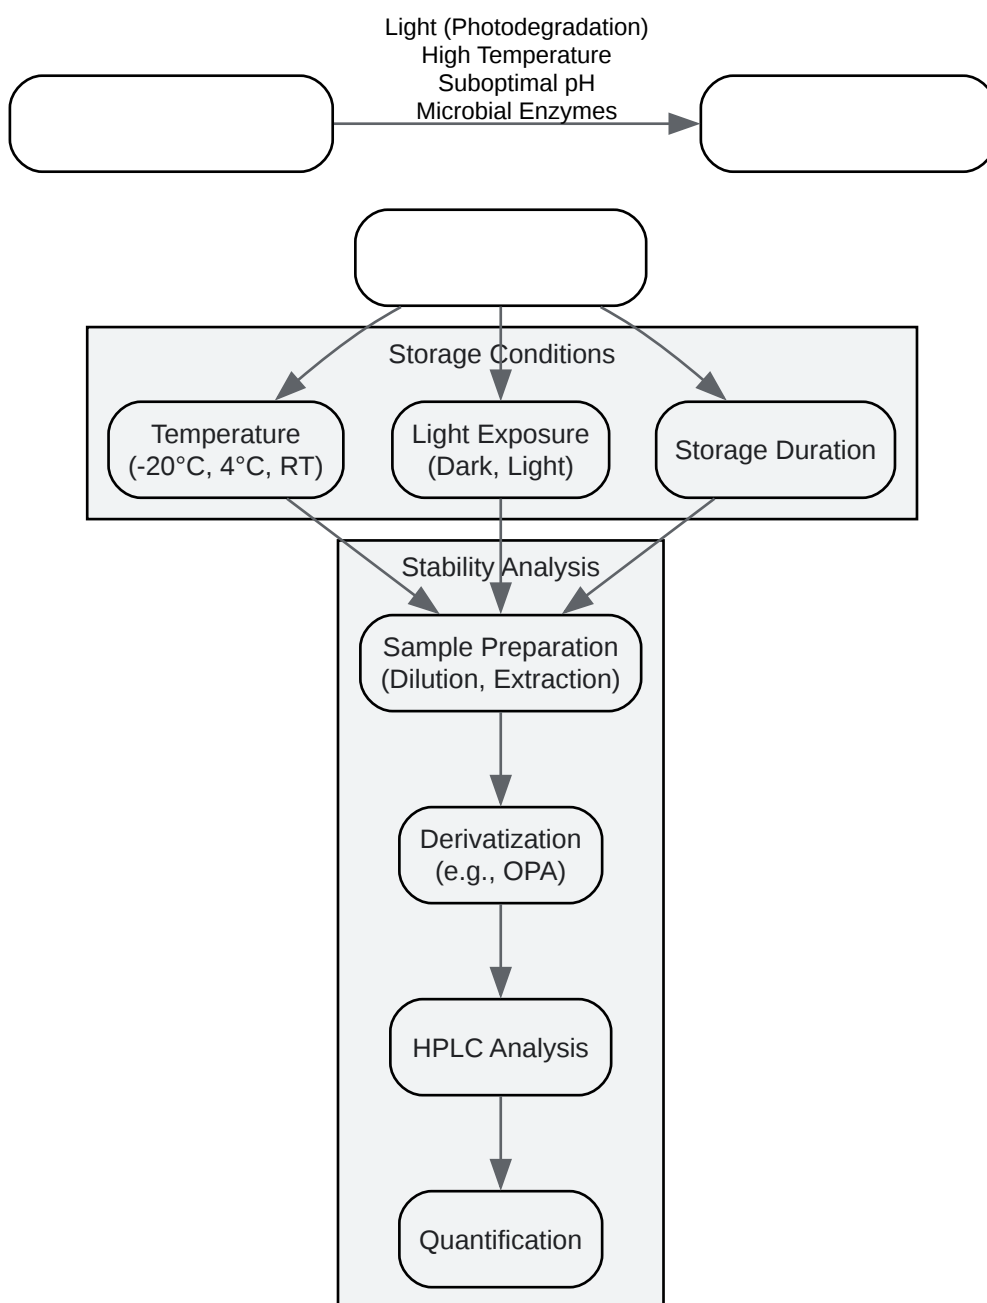 Light (Photodegradation)
High Temperature
Suboptimal pH
Microbial Enzymes
Storage Conditions
Temperature
(-20°C, 4°C, RT)
Light Exposure
(Dark, Light)
Storage Duration
Stability Analysis
Sample Preparation
(Dilution, Extraction)
Derivatization
(e.g., OPA)
HPLC Analysis
Quantification